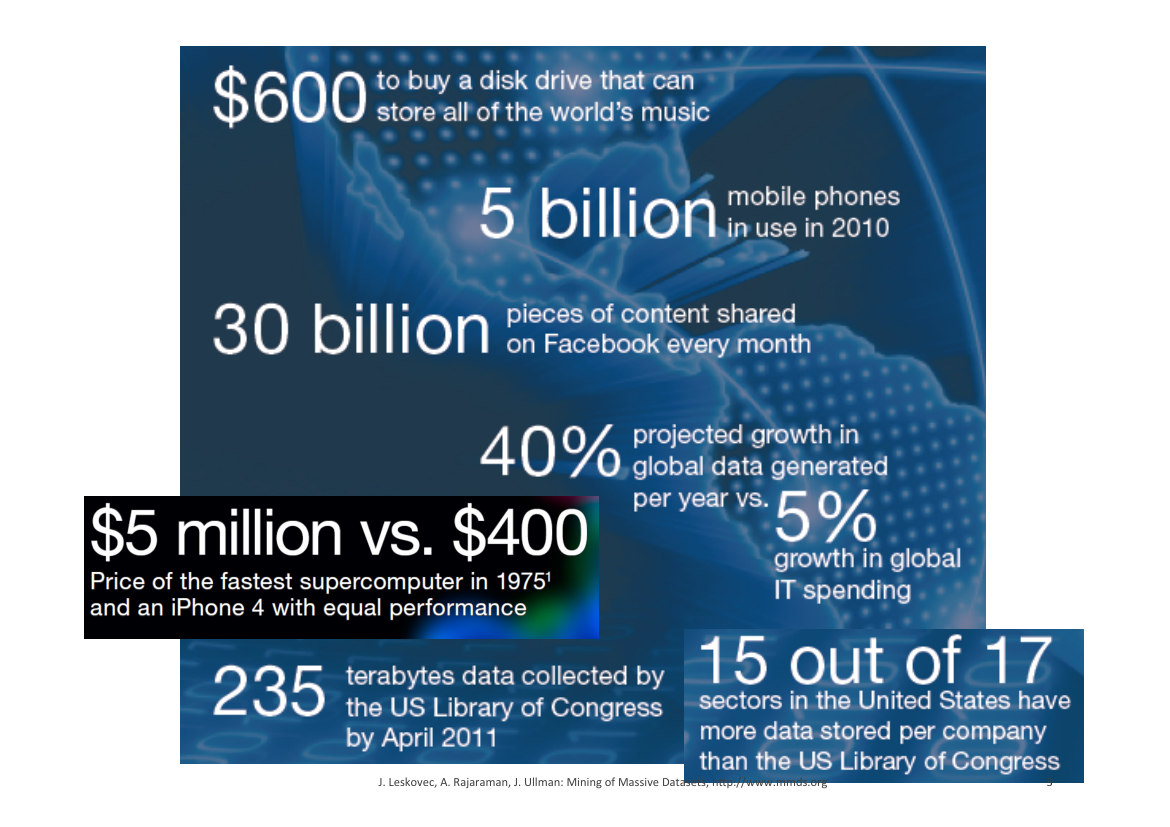 $600 to buy a disk drive that can
store all of the world's music
5 billion mobile phones
in use in 2010
30 billion pieces of content shared
on Facebook every month
40% projected growth in
global data generated
per year vs. 5%
growth in global
IT spending
$5 million vs. $400
Price of the fastest supercomputer in 1975¹
and an iPhone 4 with equal performance
235 terabytes data collected by
the US Library of Congress
by April 2011
15 out of 17
sectors in the United States have
more data stored per company
than the US Library of Congress
J. Leskovec, A. Rajaraman, J. Ullman: Mining of Massive Datasets, http://www.mmds.org